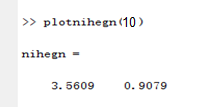 >> plotnihegn(10)
nihegn =
3.5609 0.9079